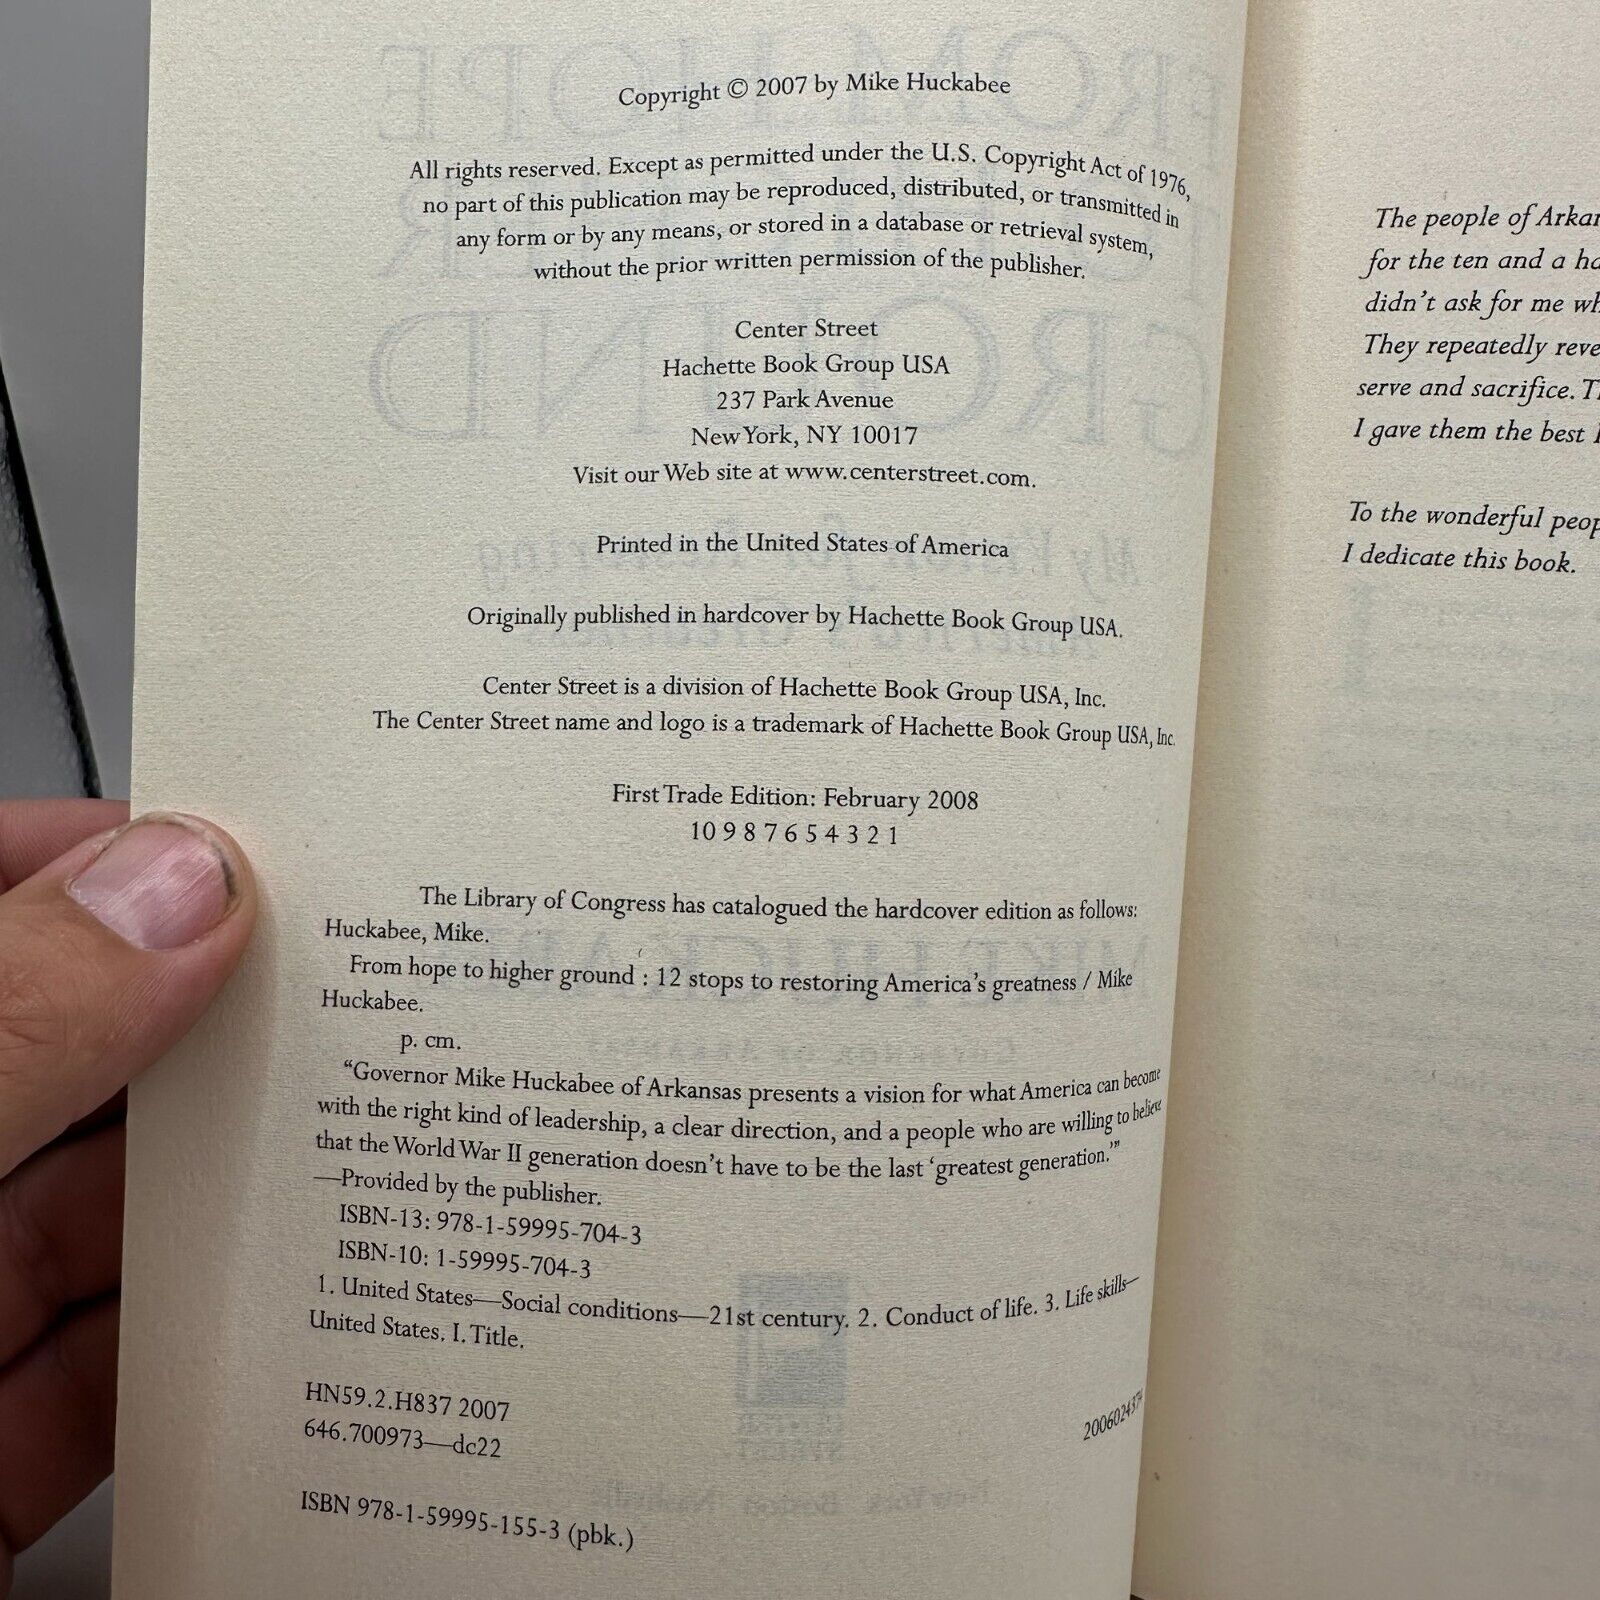 Copyright © 2007 by Mike Huckabee
All rights reserved. Except as permitted under the U.S. Copyright Act of 1976,
no part of this publication may be reproduced, distributed, or transmitted in
any form or by any means, or stored in a database or retrieval system,
without the prior written permission of the publisher.
Center Street
Hachette Book Group USA
237 Park Avenue
New York, NY 10017
Visit our Web site at www.centerstreet.com.
Printed in the United States of America
Originally published in hardcover by Hachette Book Group USA.
Center Street is a division of Hachette Book Group USA, Inc.
The Center Street name and logo is a trademark of Hachette Book Group USA, Inc.
First Trade Edition: February 2008
10 9 8 7 6 5 4 3 2 1
The Library of Congress has catalogued the hardcover edition as follows:
Huckabee, Mike.
From hope to higher ground : 12 stops to restoring America's greatness / Mike
Huckabee.
p. cm.
“Governor Mike Huckabee of Arkansas presents a vision for what America can become
with the right kind of leadership, a clear direction, and a people who are willing to believe
that the World War II generation doesn't have to be the last ‘greatest generation.’”
—Provided by the publisher.
ISBN-13: 978-1-59995-704-3
ISBN-10: 1-59995-704-3
1. United States—Social conditions—21st century. 2. Conduct of life. 3. Life skills—
United States. I. Title.
HN59.2.H837 2007
646.700973—dc22
2006024374
ISBN 978-1-59995-155-3 (pbk.)
The people of Arkan
for the ten and a ha
didn't ask for me wh
They repeatedly reve
serve and sacrifice. Th
I gave them the best I
To the wonderful peop
I dedicate this book.